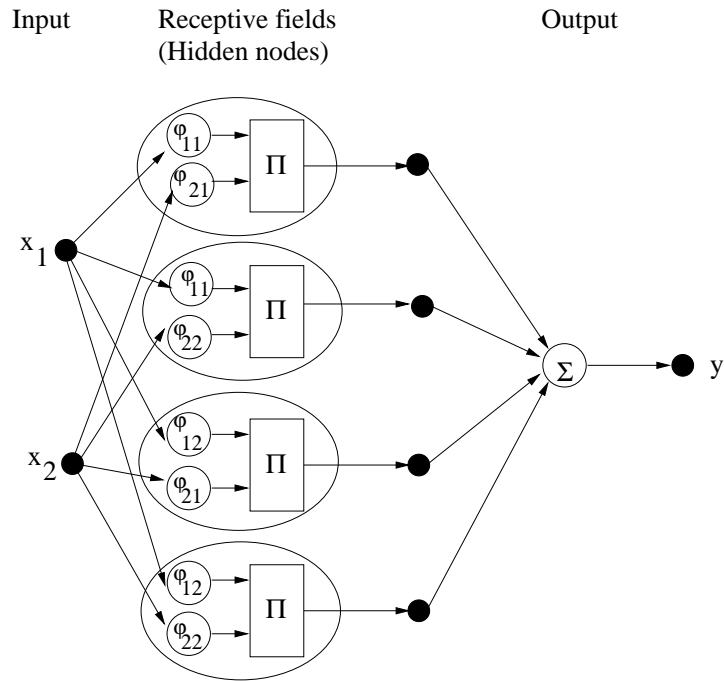 Input
Receptive fields
(Hidden nodes)
Output
φ11
φ21
Π
x1
φ11
φ22
Π
Σ
y
x2
φ12
φ21
Π
φ12
φ22
Π